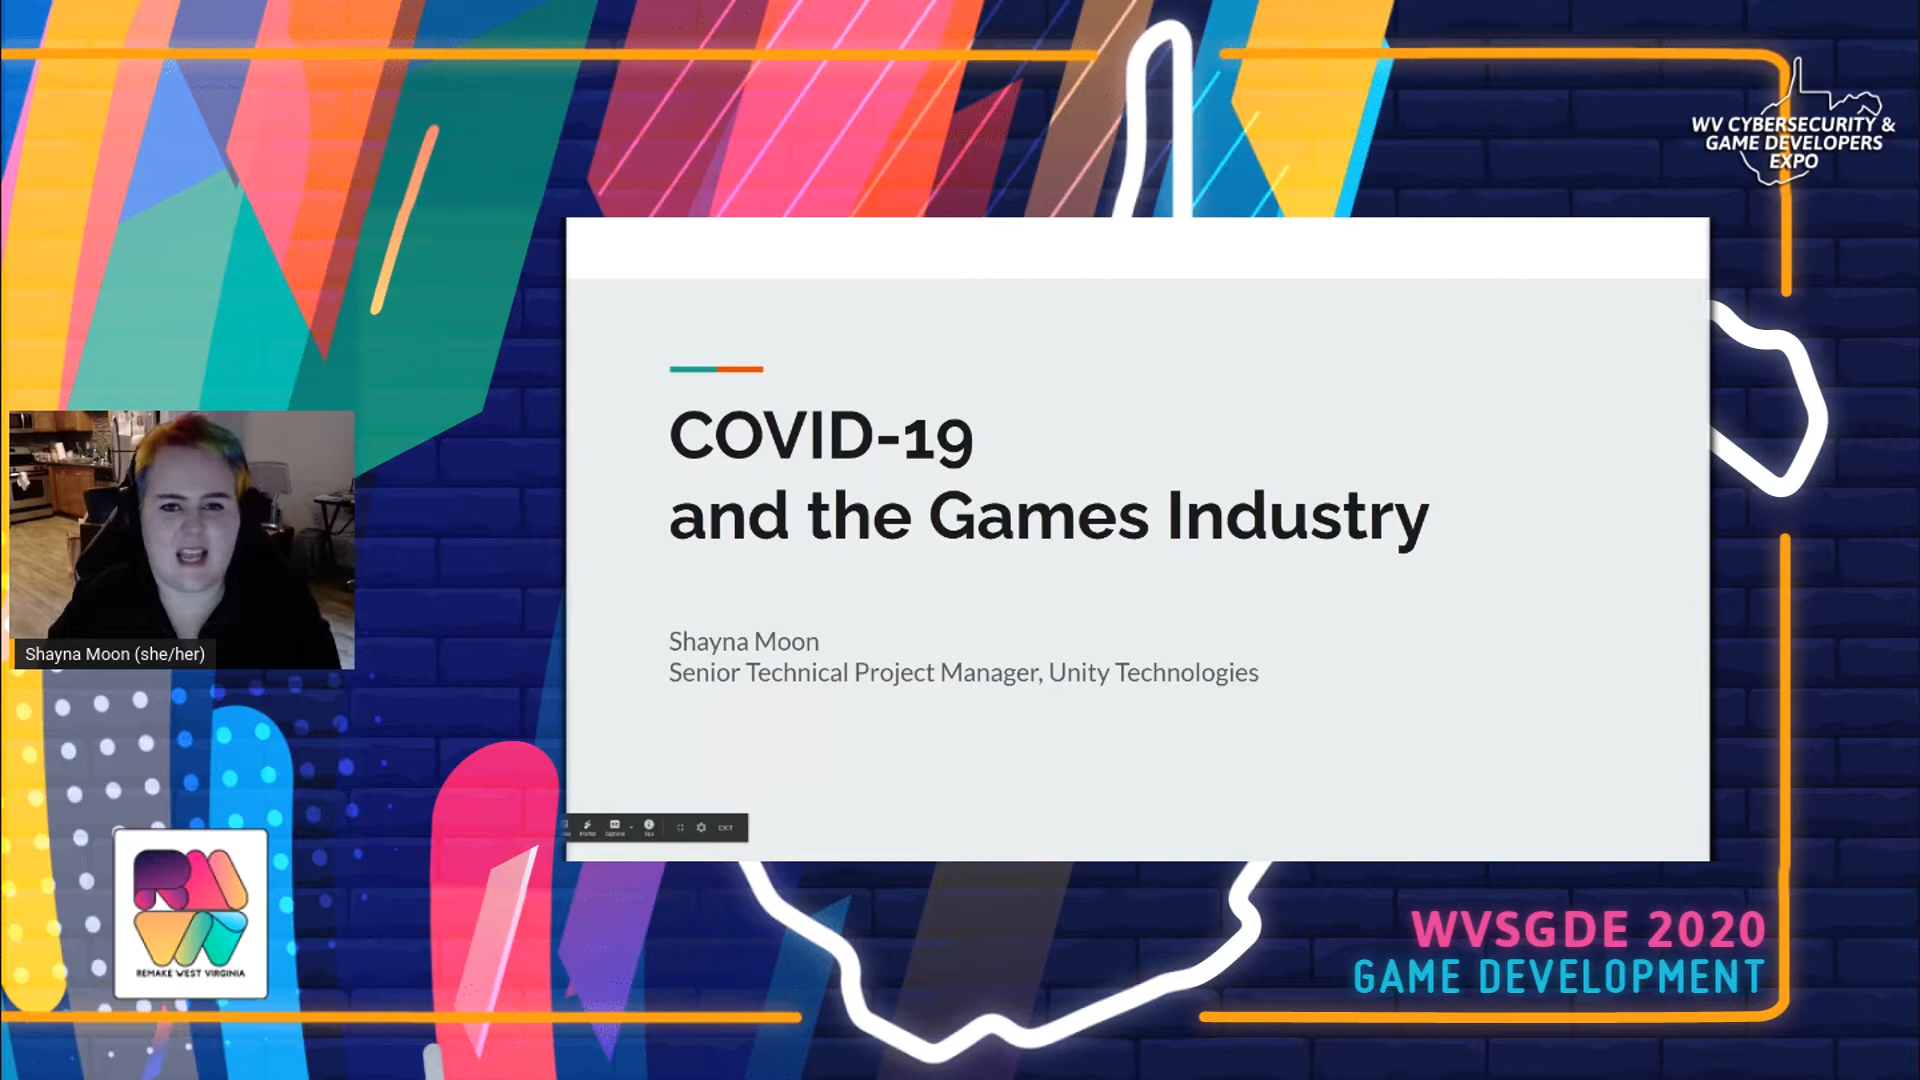 WV CYBERSECURITY &
GAME DEVELOPERS
EXPO
COVID-19
and the Games Industry
Shayna Moon
Senior Technical Project Manager, Unity Technologies
Shayna Moon (she/her)
EXIT
REMAKE WEST VIRGINIA
WVSGDE 2020
GAME DEVELOPMENT